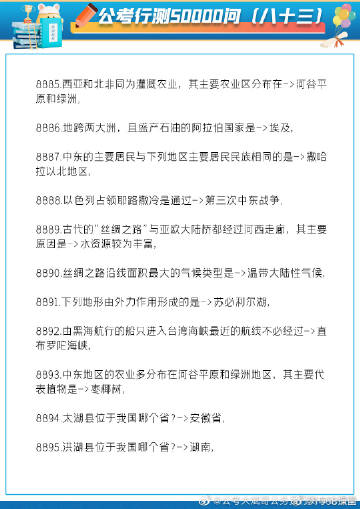 公考行测50000问（八十三）
8885.西亚和北非同为灌溉农业，其主要农业区分布在->河谷平
原和绿洲。
8886.地跨两大洲，且盛产石油的阿拉伯国家是->埃及。
8887.中东的主要居民与下列地区主要居民民族相同的是->撒哈
拉以北地区。
8888.以色列占领耶路撒冷是通过->第三次中东战争。
8889.古代的“丝绸之路”与亚欧大陆桥都经过河西走廊，其主要
原因是->水资源较为丰富。
8890.丝绸之路沿线面积最大的气候类型是->温带大陆性气候。
8891.下列地形由外力作用形成的是->苏必利尔湖。
8892.由黑海航行的船只进入台湾海峡最近的航线不必经过->直
布罗陀海峡。
8893.中东地区的农业多分布在河谷平原和绿洲地区，其主要代
表植物是->枣椰树。
8894.太湖县位于我国哪个省?->安徽省。
8895.洪湖县位于我国哪个省?->湖南。